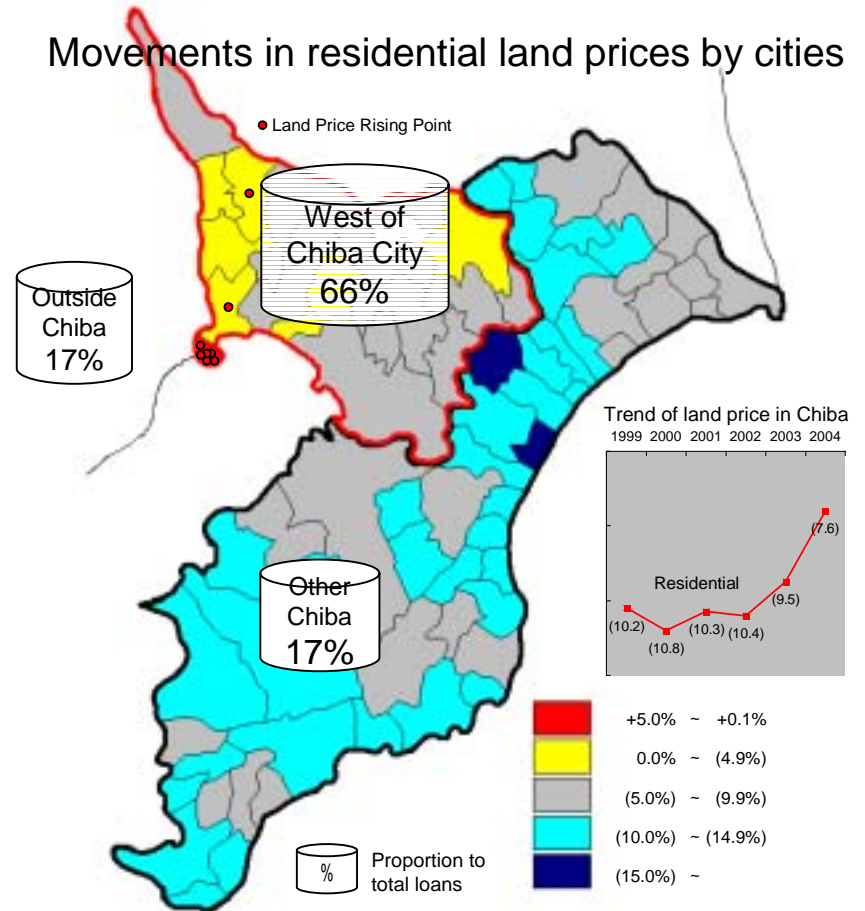 Movements in residential land prices by cities
Land Price Rising Point
West of
Chiba City
66%
Outside
Chiba
17%
Trend of land price in Chiba
1999 2000 2001 2002 2003 2004
(7.6)
Residential
(9.5)
(10.2)
(10.3)
(10.4)
(10.8)
Other
Chiba
17%
+5.0% ~ +0.1%
0.0% ~ (4.9%)
(5.0%) ~ (9.9%)
(10.0%) ~ (14.9%)
(15.0%) ~
%
Proportion to
total loans